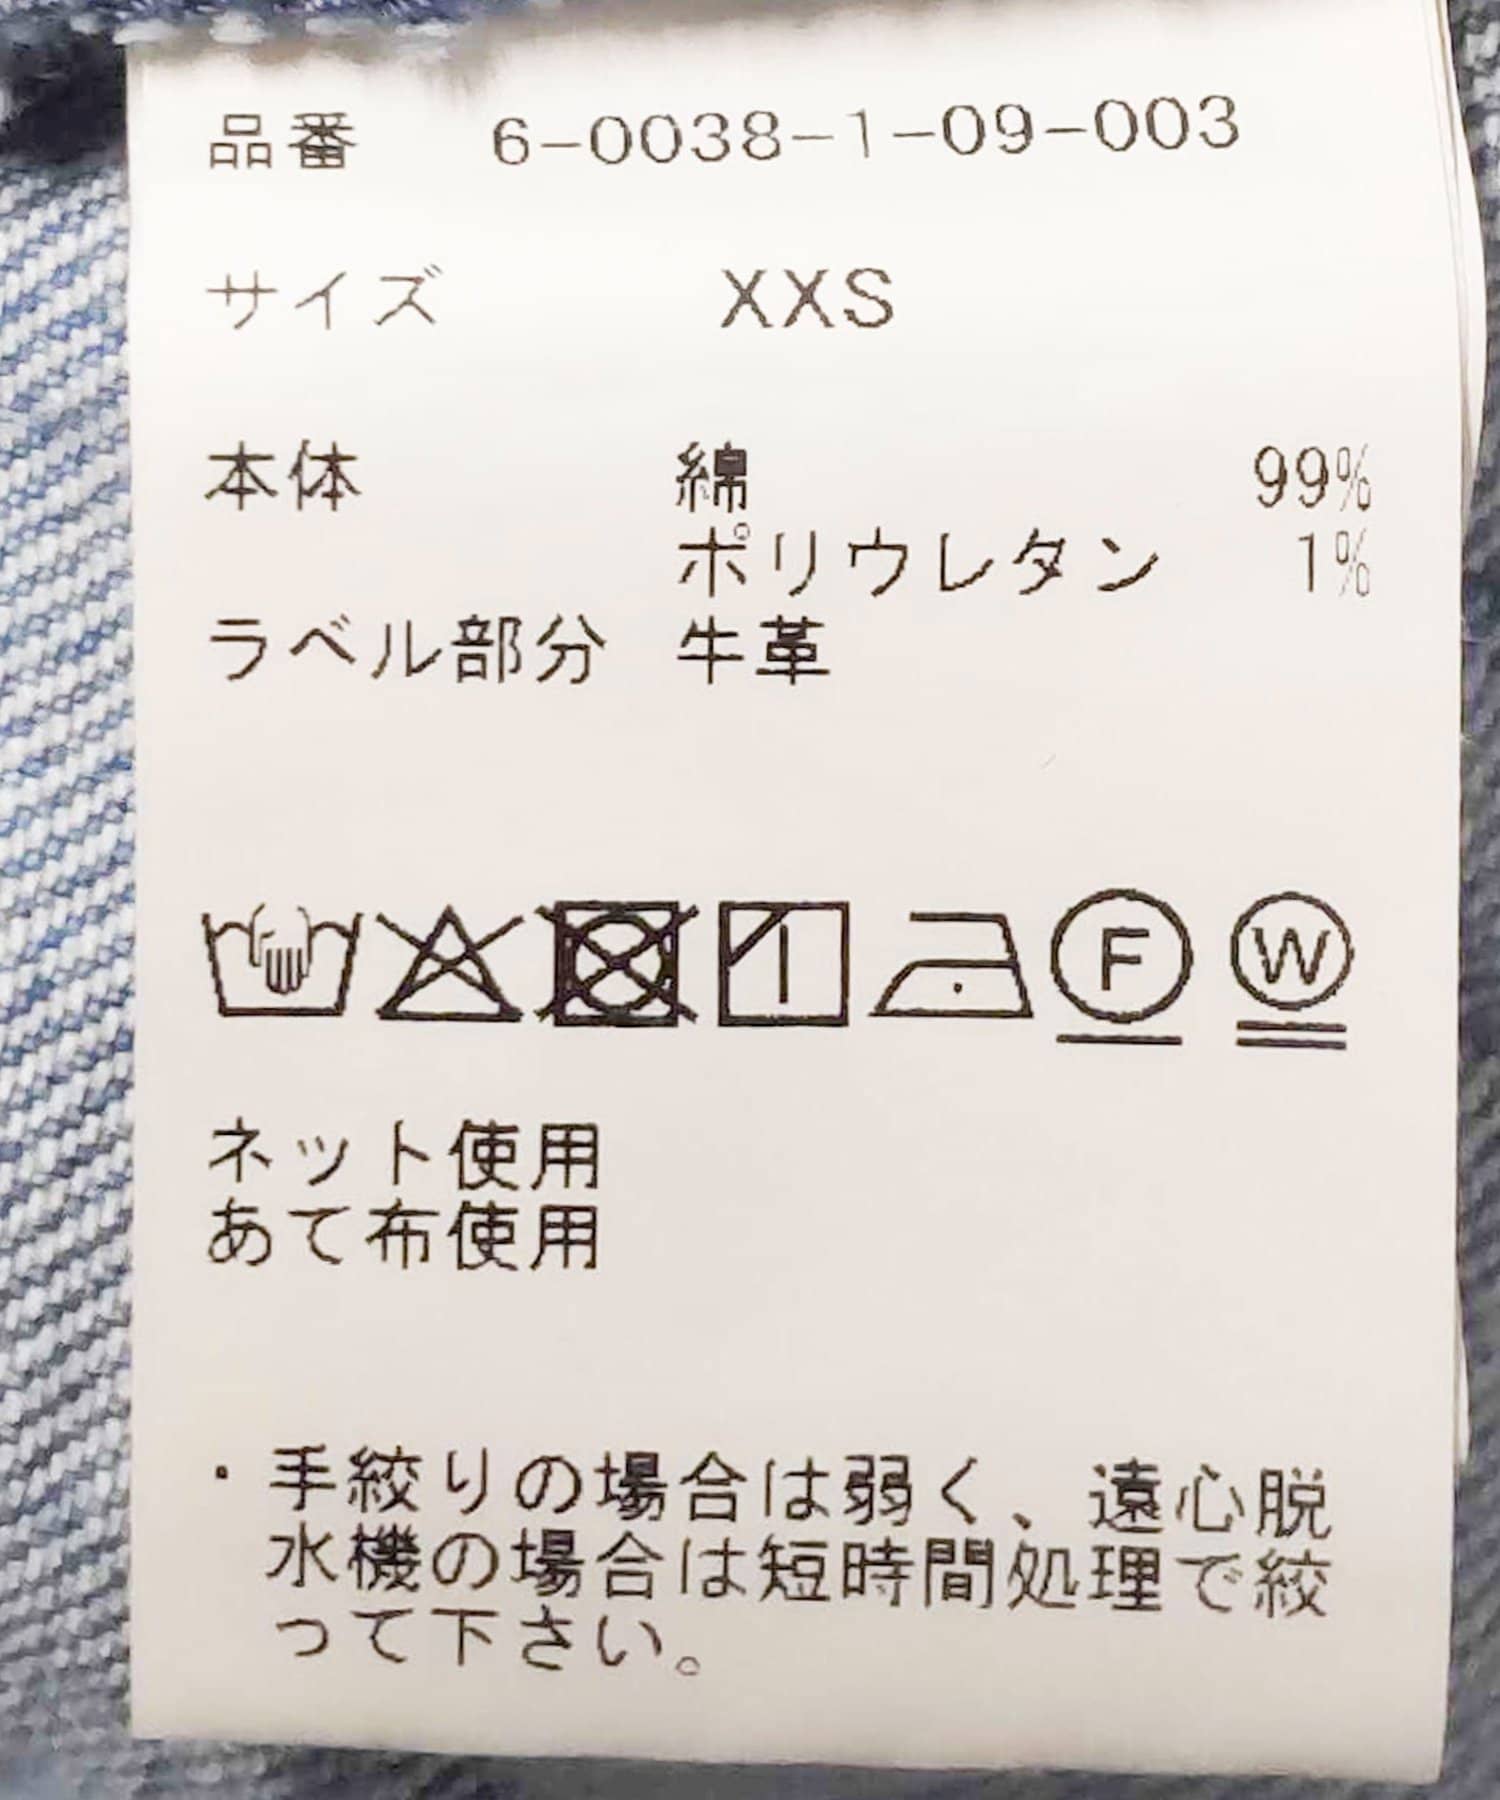 品番 6-0038-1-09-003
サイズ XXS
本体 綿 99%
ポリウレタン 1%
ラベル部分 牛革
F W
ネット使用
あて布使用
・手絞りの場合は弱く、遠心脱
水機の場合は短時間処理で絞
って下さい。